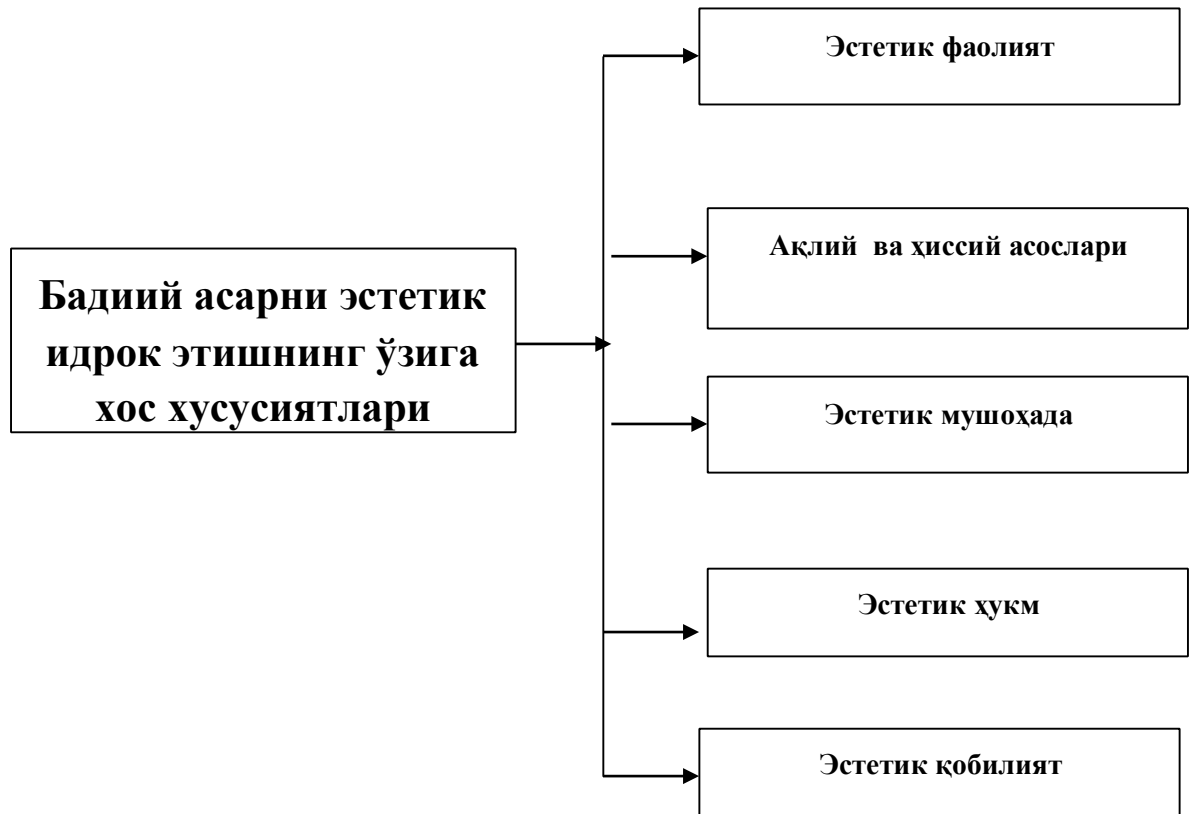 Бадиий асарни эстетик
идрок этишнинг ўзига
хос хусусиятлари
Эстетик фаолият
Ақлий ва ҳиссий асослари
Эстетик мушоҳада
Эстетик ҳукм
Эстетик қобилият